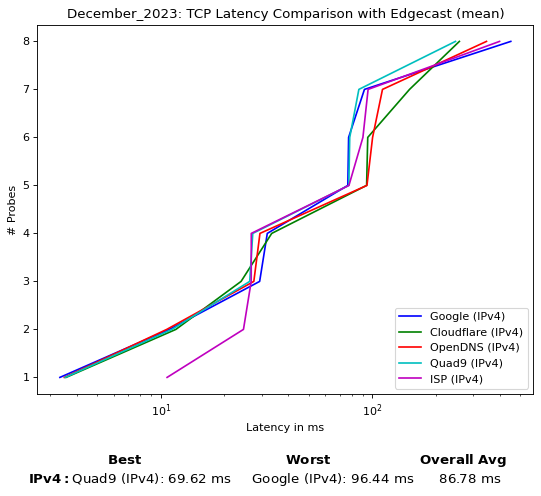 December_2023: TCP Latency Comparison with Edgecast (mean)
8
7
6
5
4
3
2
1
# Probes
10¹
10²
Latency in ms
Google (IPv4)
Cloudflare (IPv4)
OpenDNS (IPv4)
Quad9 (IPv4)
ISP (IPv4)
Best Worst Overall Avg
IPv4: Quad9 (IPv4): 69.62 ms Google (IPv4): 96.44 ms 86.78 ms